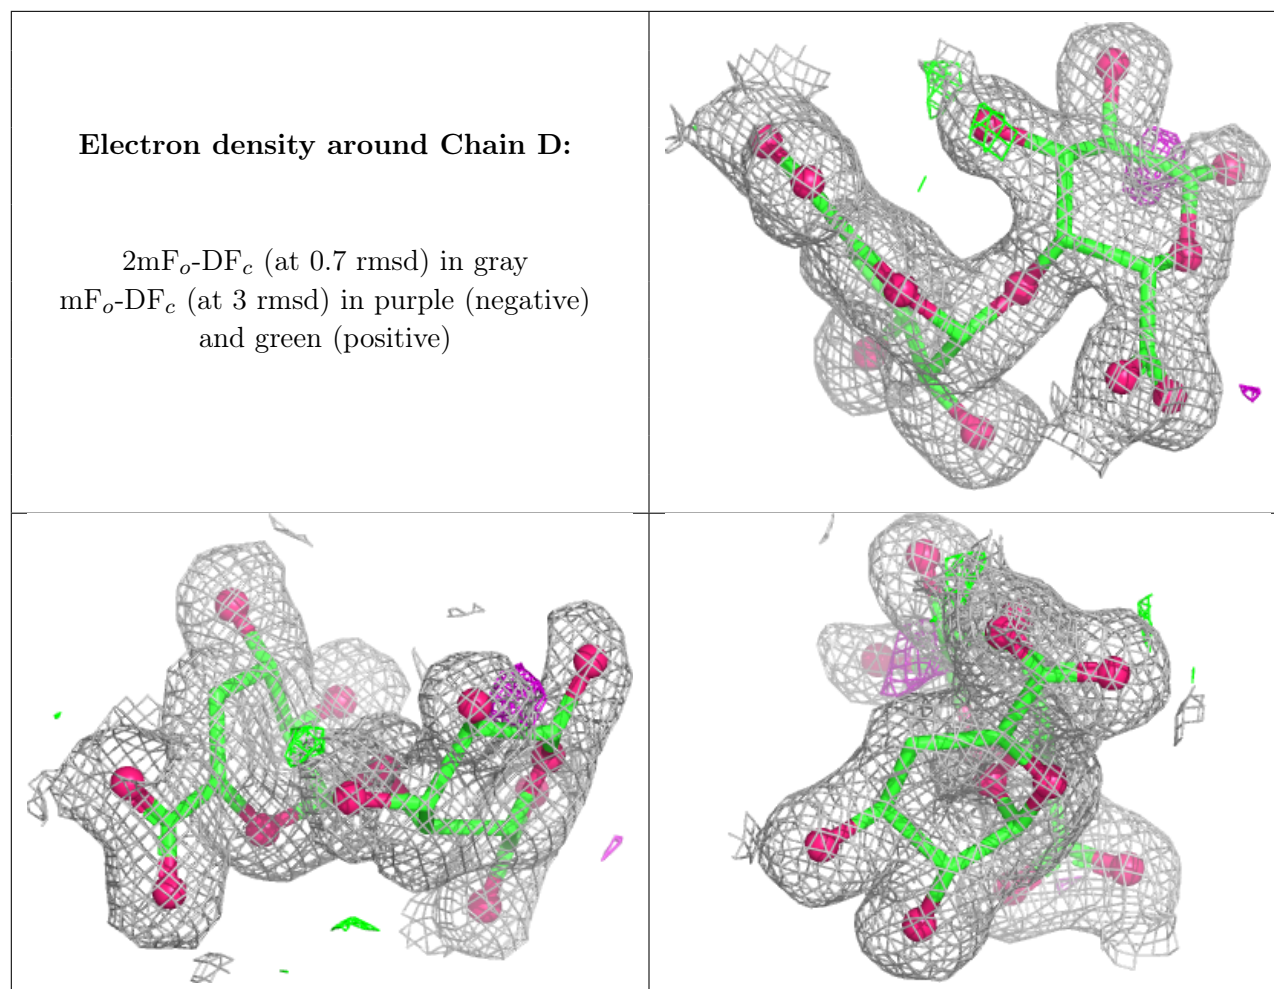 Electron density around Chain D:
2mFo-DFc (at 0.7 rmsd) in gray
mFo-DFc (at 3 rmsd) in purple (negative)
and green (positive)